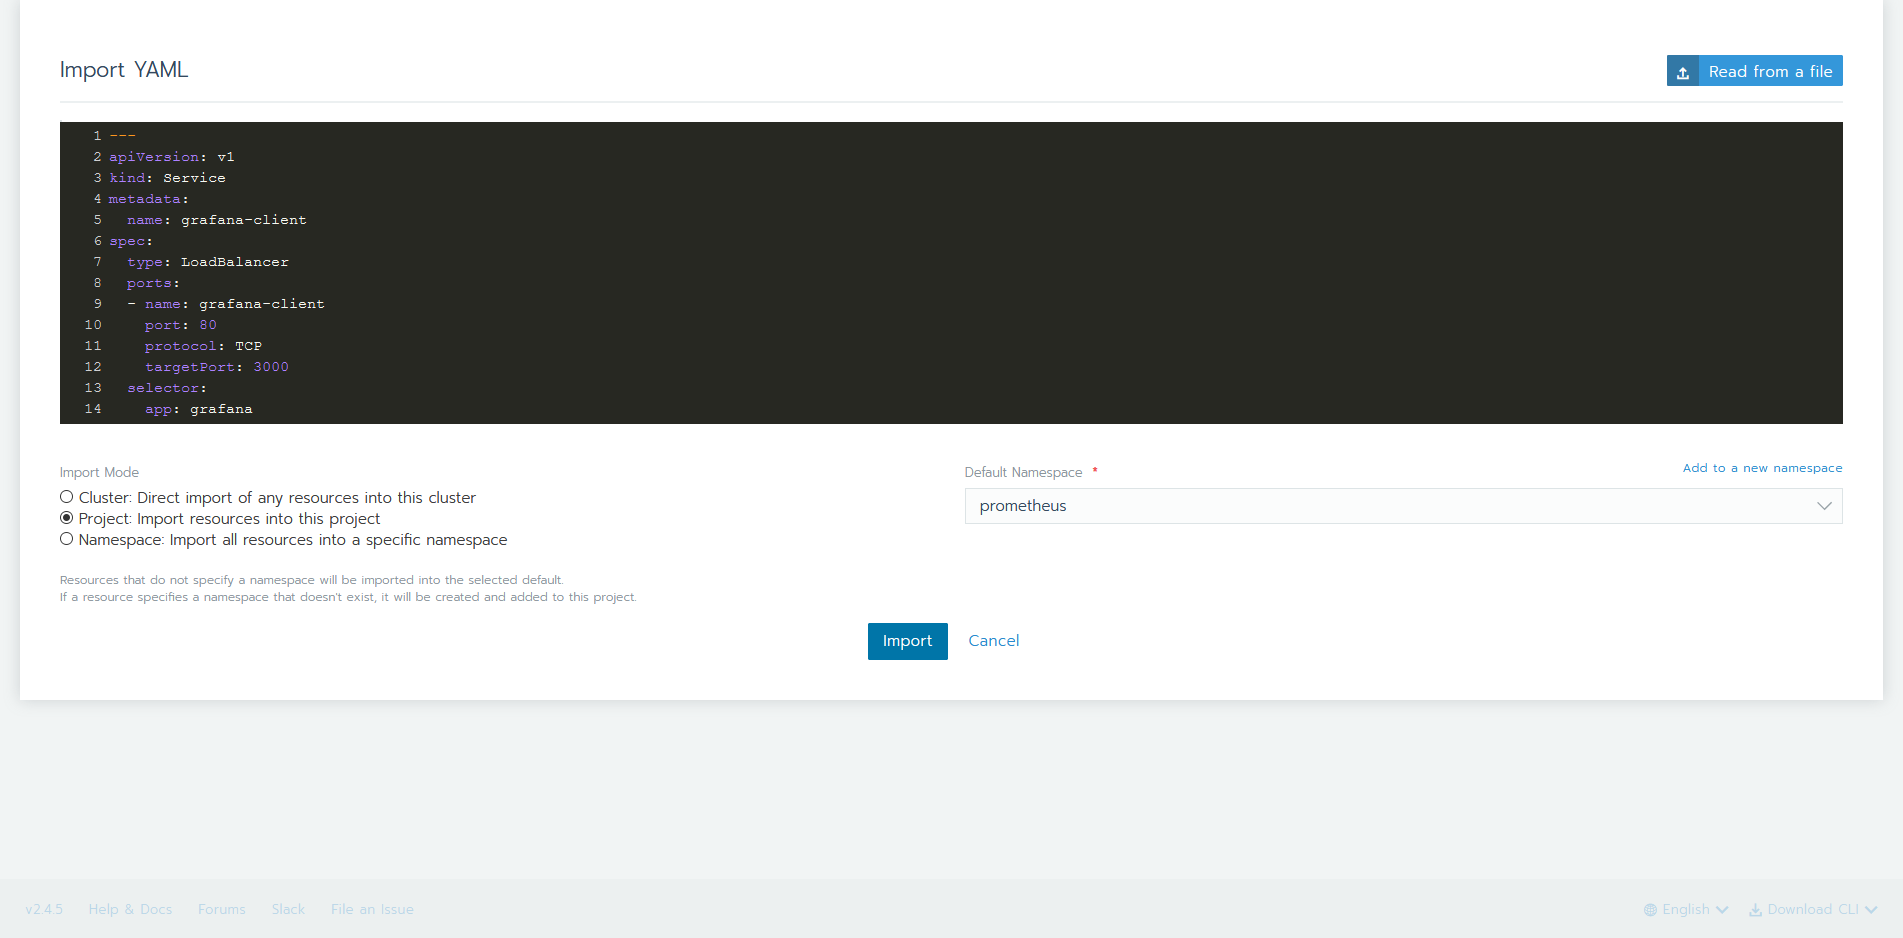 Import YAML
Read from a file
1 ---
2 apiVersion: v1
3 kind: Service
4 metadata:
5   name: grafana-client
6 spec:
7   type: LoadBalancer
8   ports:
9   - name: grafana-client
10     port: 80
11     protocol: TCP
12     targetPort: 3000
13   selector:
14     app: grafana
Import Mode
Cluster: Direct import of any resources into this cluster
Project: Import resources into this project
Namespace: Import all resources into a specific namespace
Default Namespace *
Add to a new namespace
prometheus
Resources that do not specify a namespace will be imported into the selected default.
If a resource specifies a namespace that doesn't exist, it will be created and added to this project.
Import Cancel
v2.4.5 Help & Docs Forums Slack File an Issue English Download CLI